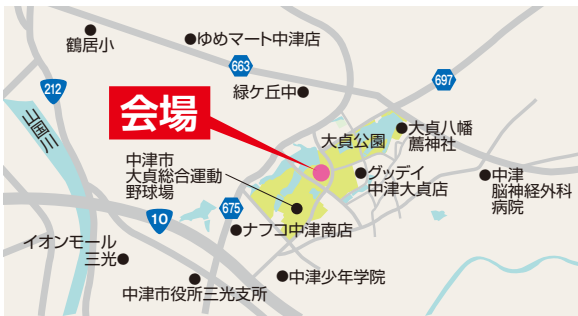 鶴居小
ゆめマート中津店
663
697
212
緑ケ丘中
山国川
会場
大貞公園
大貞八幡
薦神社
中津市
大貞総合運動
野球場
グッデイ
中津大貞店
中津
脳神経外科
病院
675
10
ナフコ中津南店
イオンモール
三光
中津市役所三光支所
中津少年学院